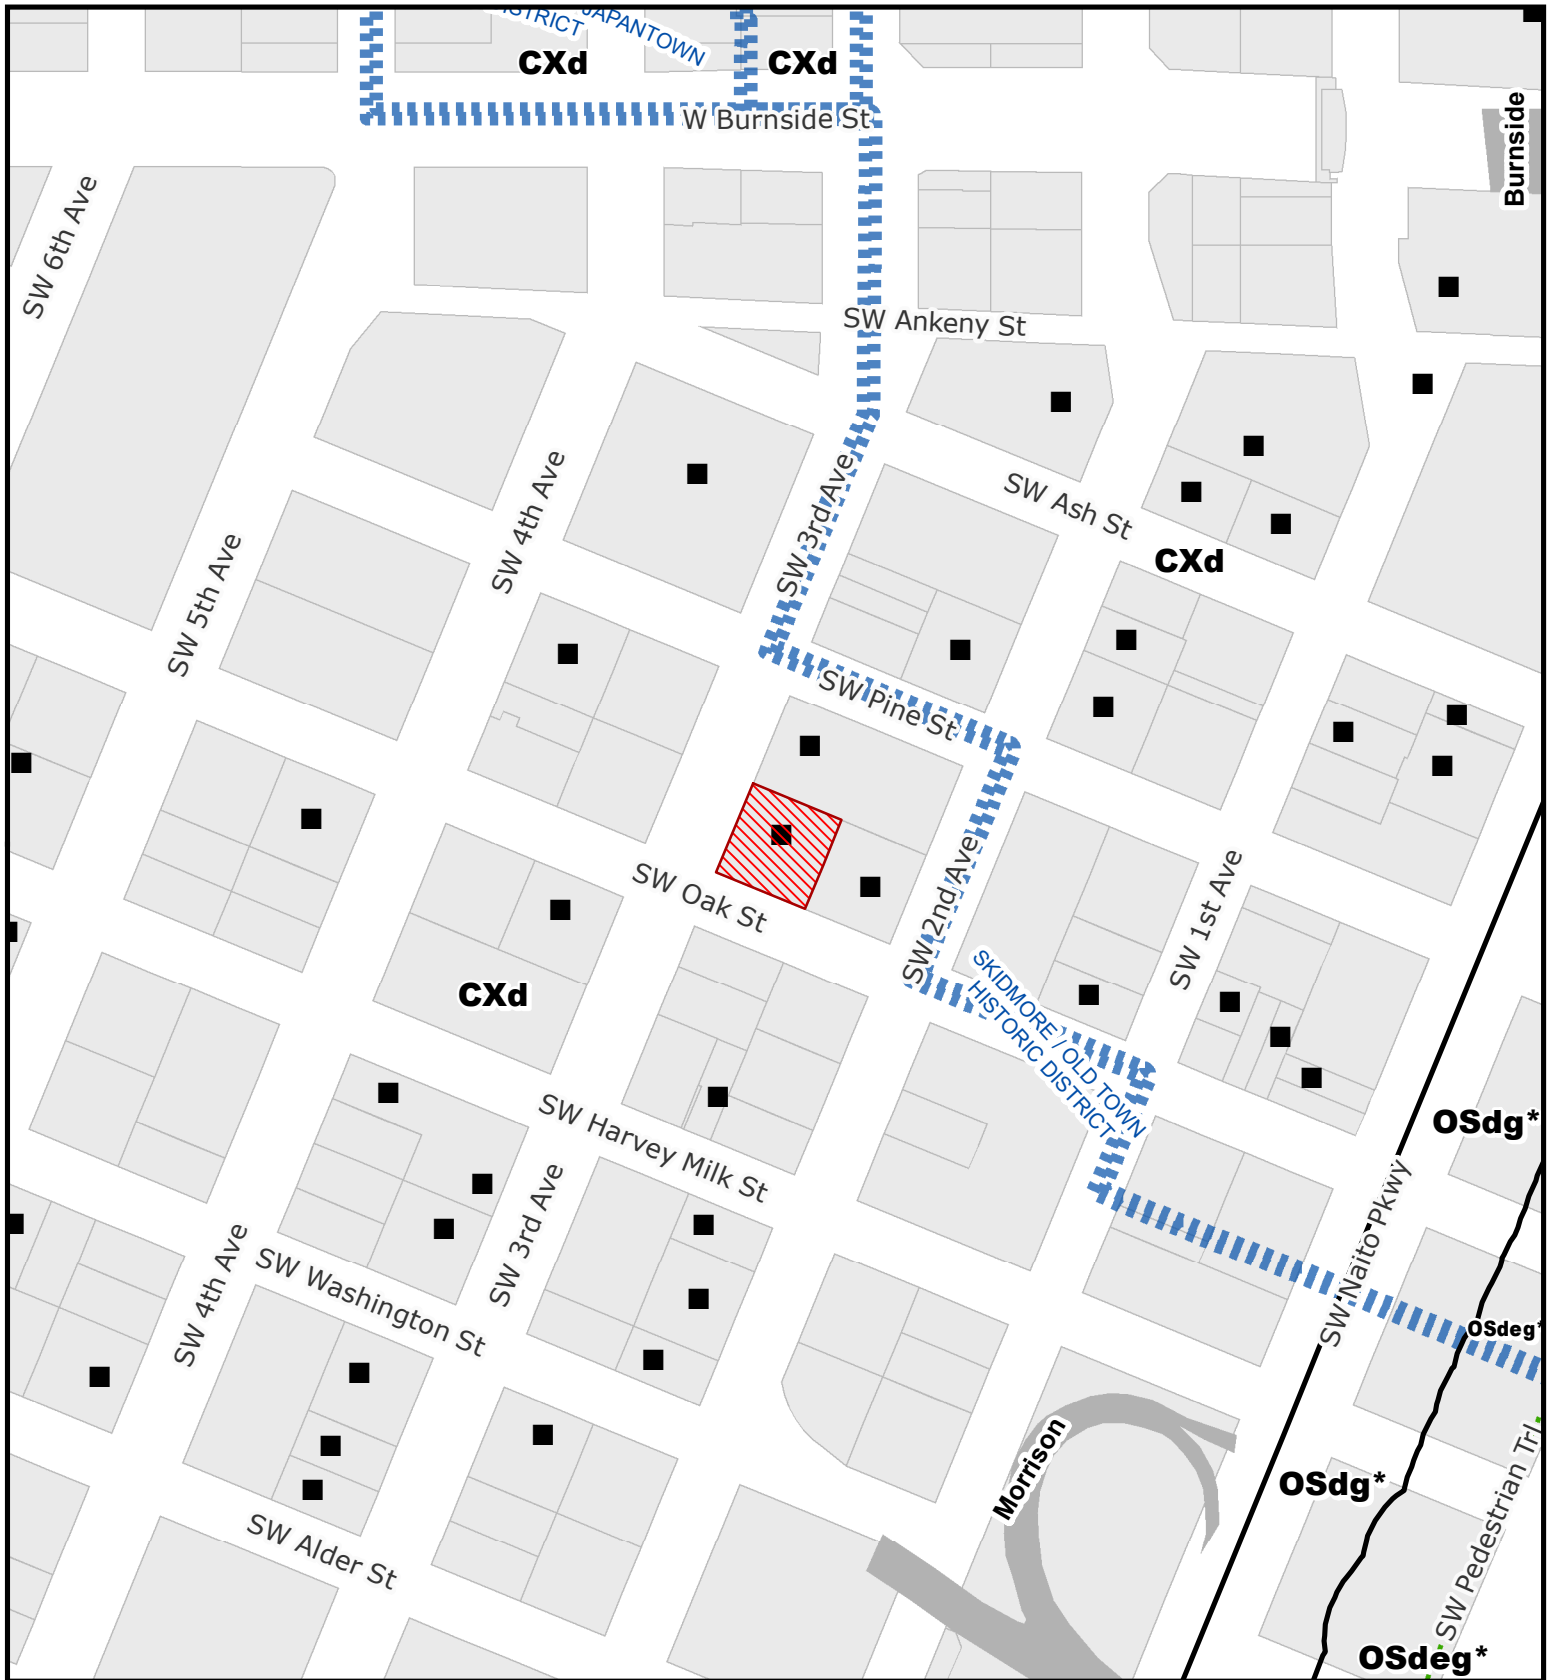 ISTRICT
JAPANTOWN
CXd
CXd
W Burnside St
Burnside
SW 6th Ave
SW Ankeny St
SW 3rd Ave
SW 4th Ave
SW Ash St
SW 5th Ave
CXd
SW Pine St
SW Oak St
SW 2nd Ave
SW 1st Ave
CXd
SKIDMORE / OLD TOWN
HISTORIC DISTRICT
SW Harvey Milk St
OSdg*
SW 3rd Ave
SW 4th Ave
SW Washington St
SW Naito Pkwy
OSdeg*
Morrison
OSdg*
SW Alder St
SW Pedestrian Trl
OSdeg*